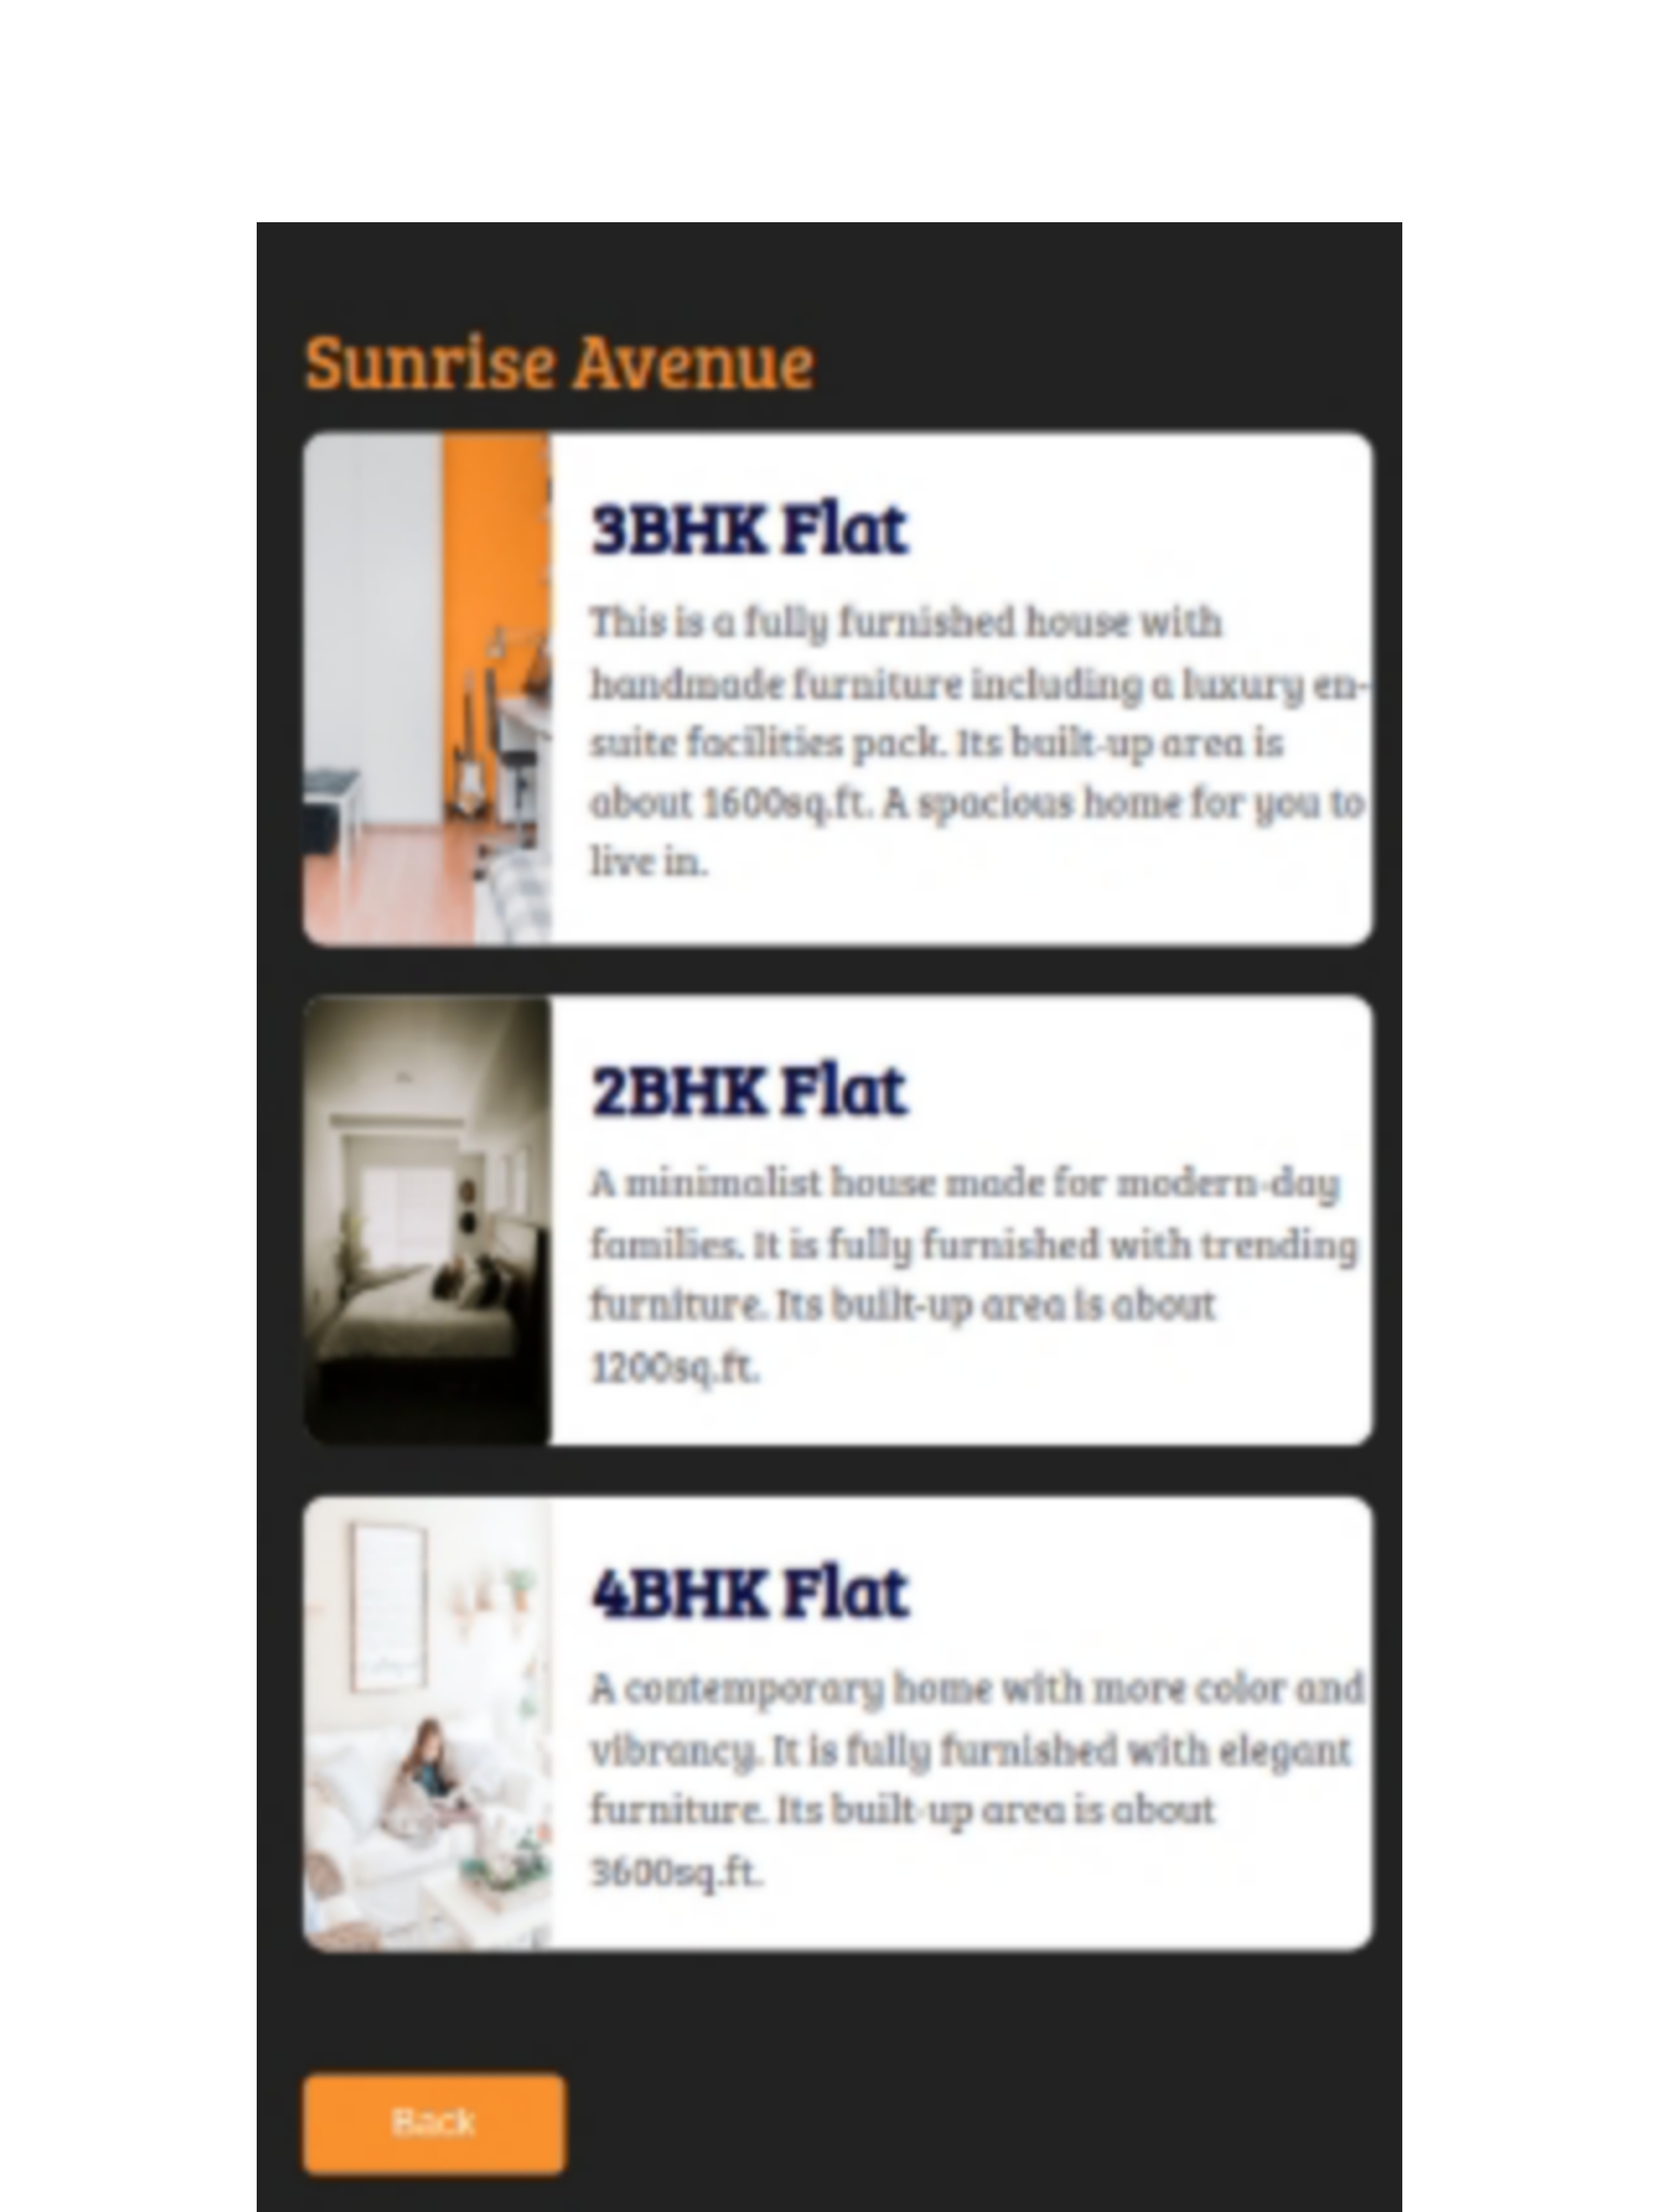 Sunrise Avenue
3BHK Flat
This is a fully furnished house with
handmade furniture including a luxury en-
suite facilities pack. Its built-up area is
about 1600sq.ft. A spacious home for you to
live in.
2BHK Flat
A minimalist house made for modern-day
families. It is fully furnished with trending
furniture. Its built-up area is about
1200sq.ft.
4BHK Flat
A contemporary home with more color and
vibrancy. It is fully furnished with elegant
furniture. Its built-up area is about
3600sq.ft.
Back